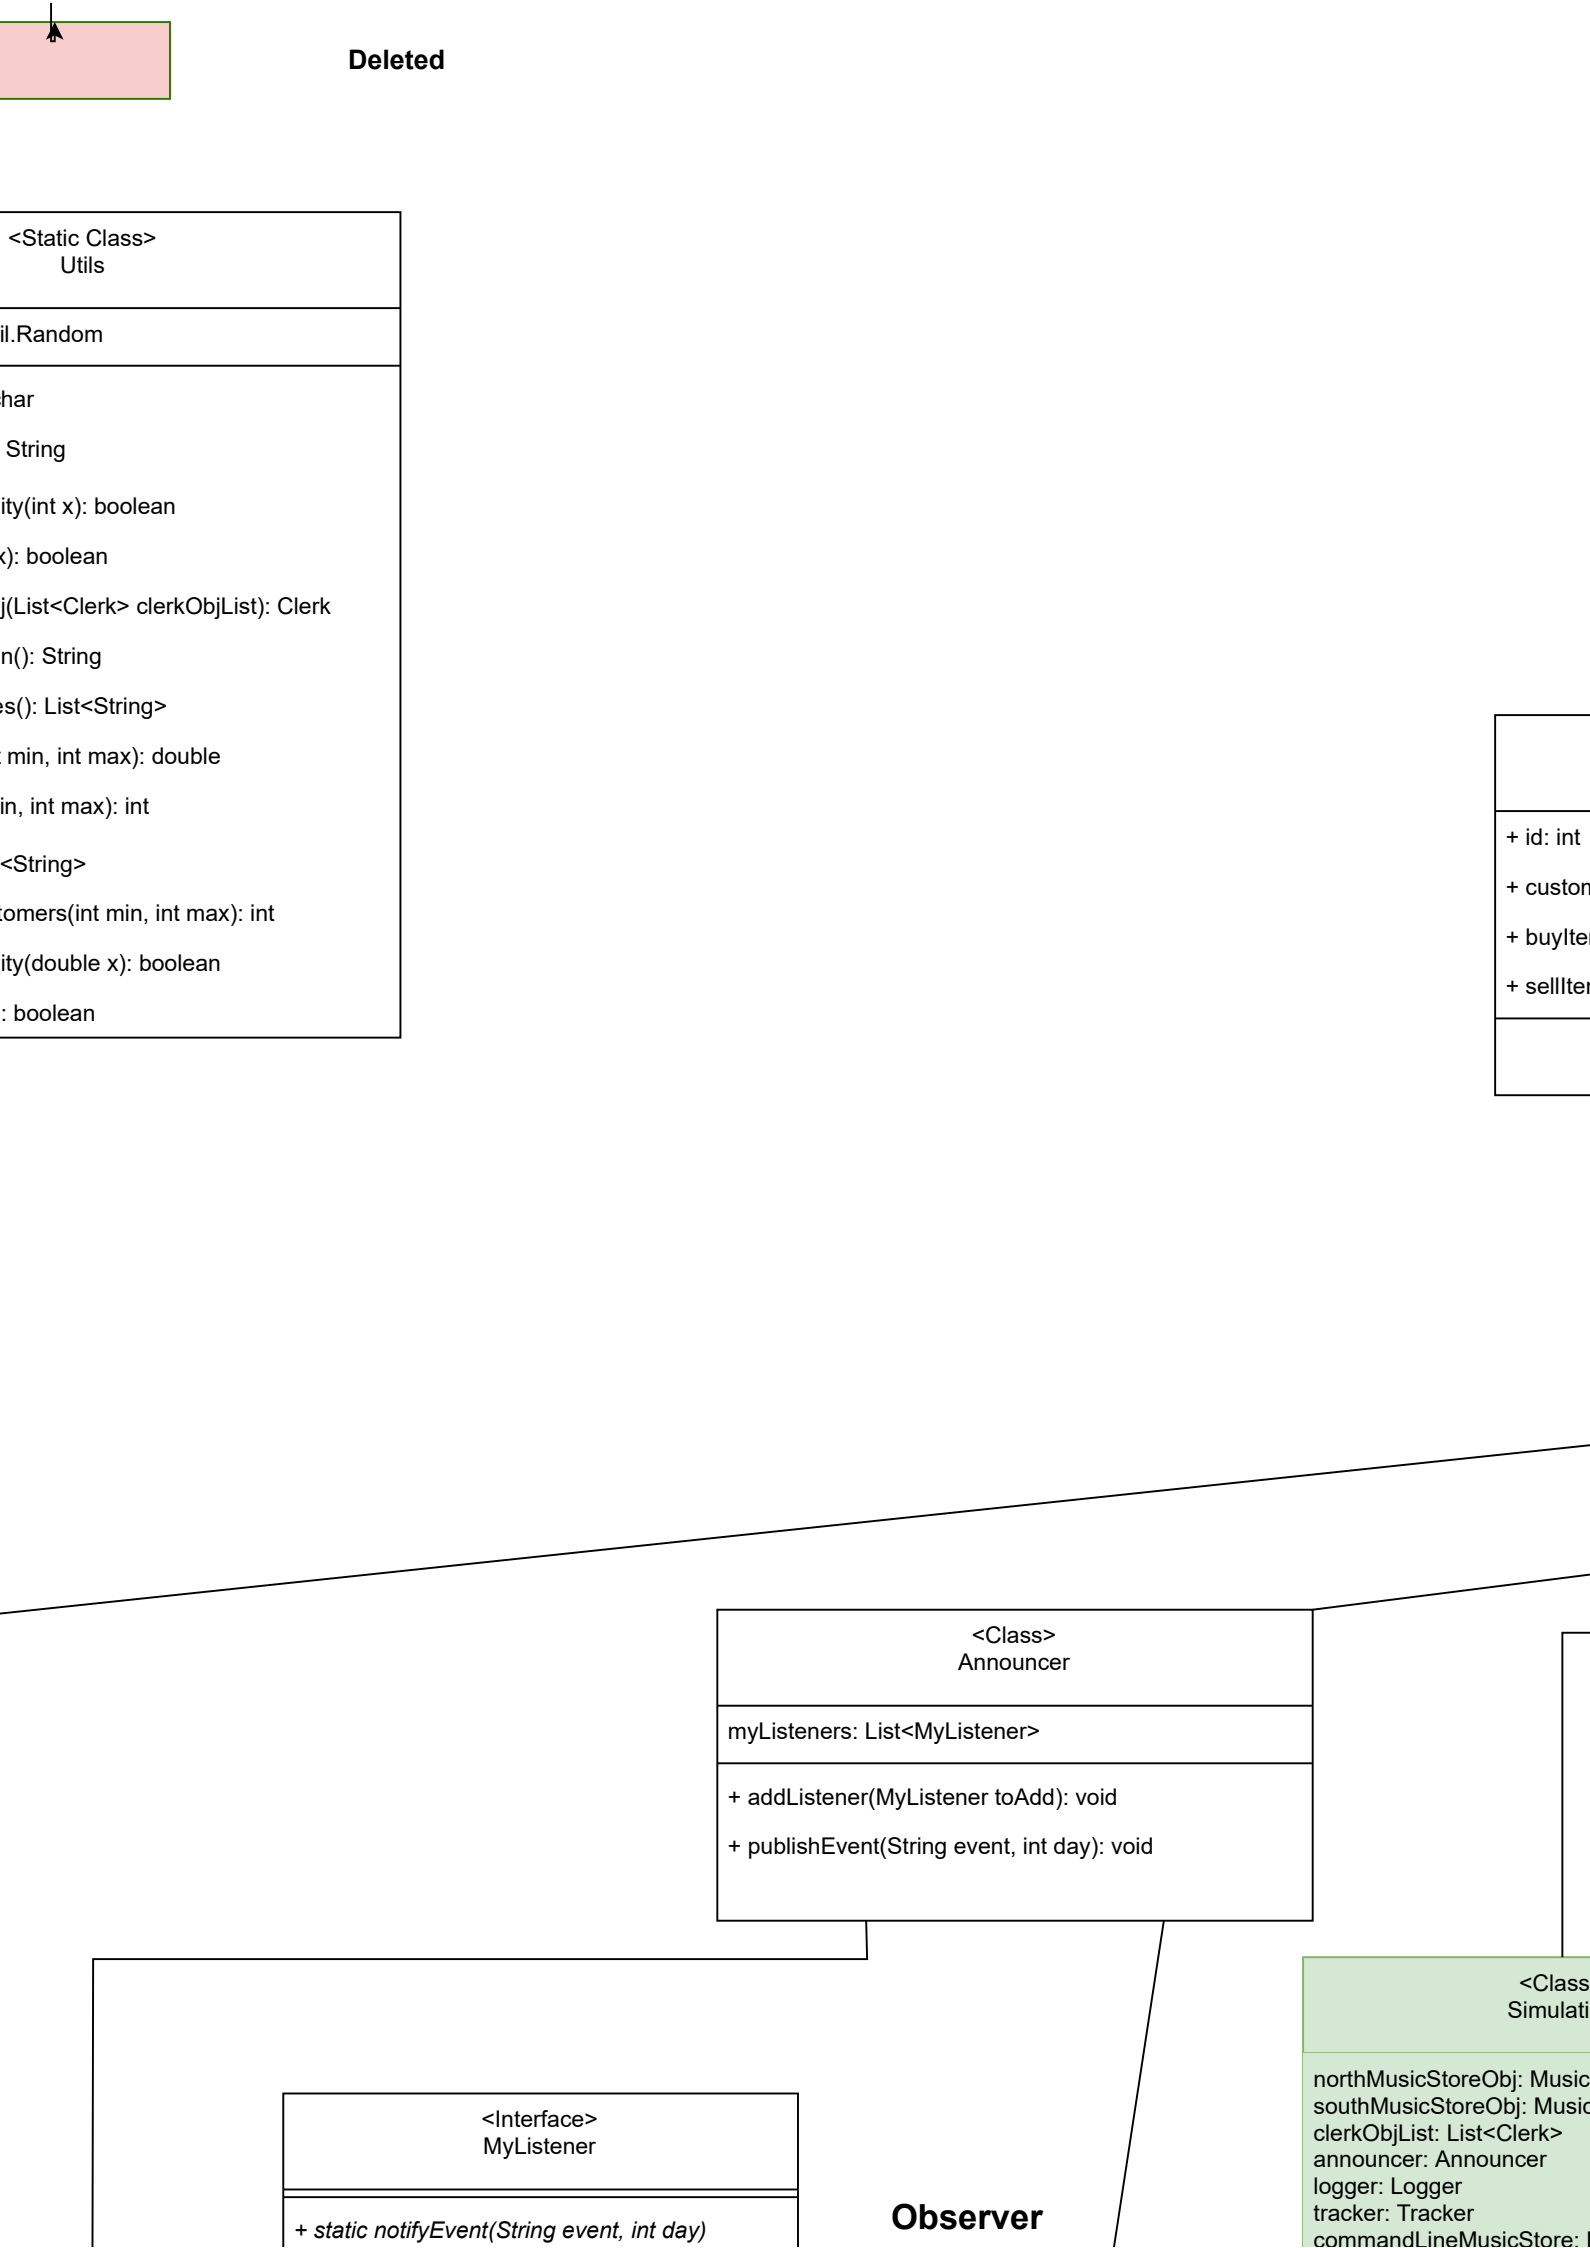 Deleted
<Static Class>
Utils
il.Random
har
String
ity(int x): boolean
x): boolean
j(List<Clerk> clerkObjList): Clerk
n(): String
es(): List<String>
min, int max): double
in, int max): int
<String>
tomers(int min, int max): int
ity(double x): boolean
: boolean
+ id: int
+ custom
+ buyIter
+ sellIter
<Class>
Announcer
myListeners: List<MyListener>
+ addListener(MyListener toAdd): void
+ publishEvent(String event, int day): void
<Class
Simulati
northMusicStoreObj: Music
southMusicStoreObj: Music
clerkObjList: List<Clerk>
announcer: Announcer
logger: Logger
tracker: Tracker
commandLineMusicStore:
<Interface>
MyListener
+ static notifyEvent(String event, int day)
Observer